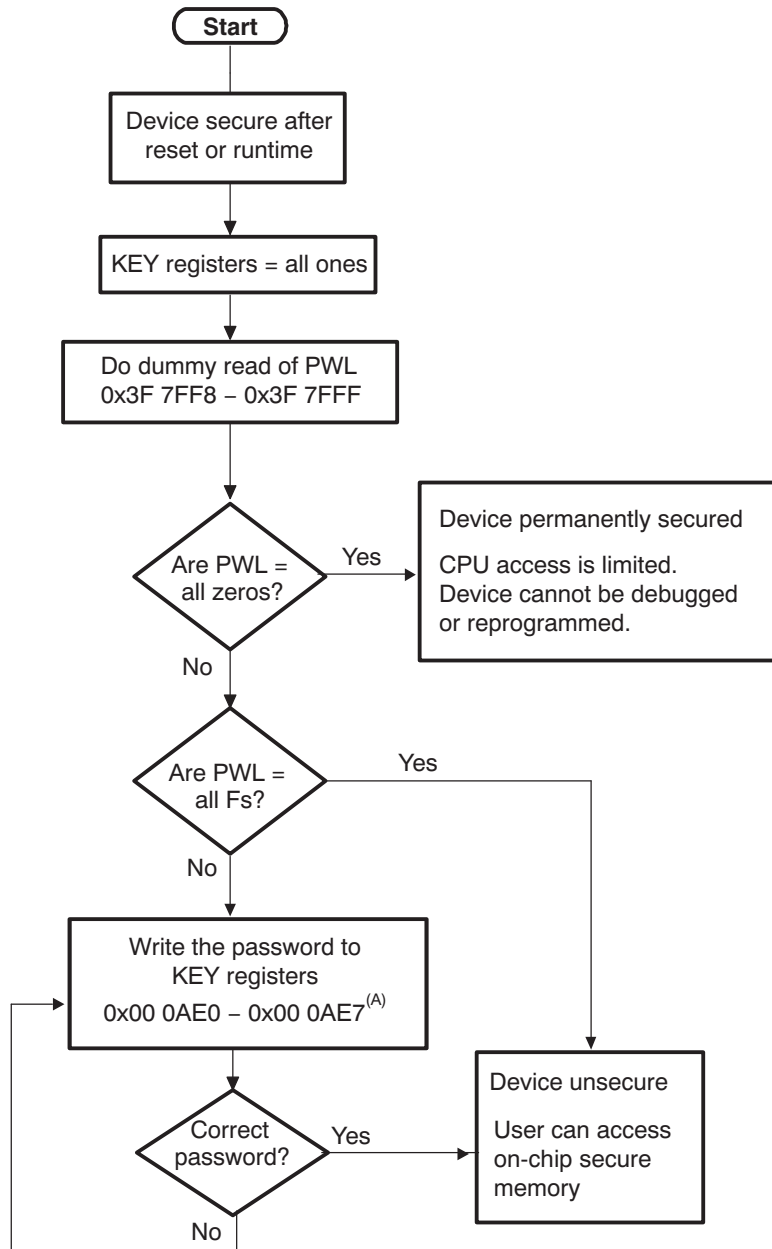 Start
Device secure after
reset or runtime
KEY registers = all ones
Do dummy read of PWL
0x3F 7FF8 – 0x3F 7FFF
Are PWL =
all zeros?
Yes
Device permanently secured
CPU access is limited.
Device cannot be debugged
or reprogrammed.
No
Are PWL =
all Fs?
Yes
No
Write the password to
KEY registers
0x00 0AE0 – 0x00 0AE7(A)
Correct
password?
Yes
Device unsecure
User can access
on-chip secure
memory
No